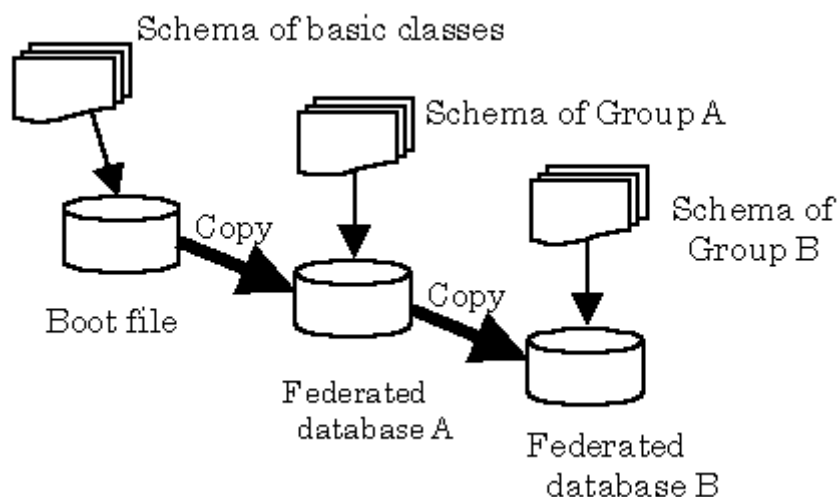 Schema of basic classes
Schema of Group A
Schema of
Group B
Copy
Boot file
Copy
Federated
database A
Federated
database B